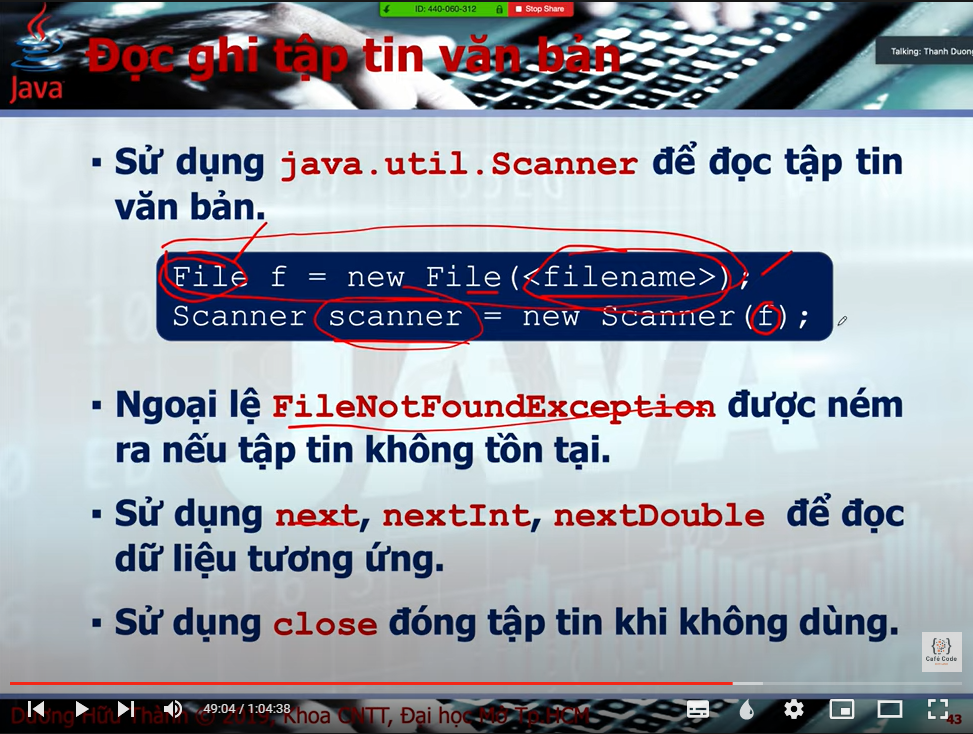 ID: 440-060-312 Stop Share
Java
Đọc ghi tập tin văn bản
Talking: Thanh Duong
▪ Sử dụng java.util.Scanner để đọc tập tin
văn bản.
File f = new File(<filename>);
Scanner scanner = new Scanner(f);
▪ Ngoại lệ FileNotFoundException được ném
ra nếu tập tin không tồn tại.
▪ Sử dụng next, nextInt, nextDouble để đọc
dữ liệu tương ứng.
▪ Sử dụng close đóng tập tin khi không dùng.
Café Code
49:04 / 1:04:38
Dương Hữu Thành © 2019, Khoa CNTT, Đại học Mở Tp.HCM
43